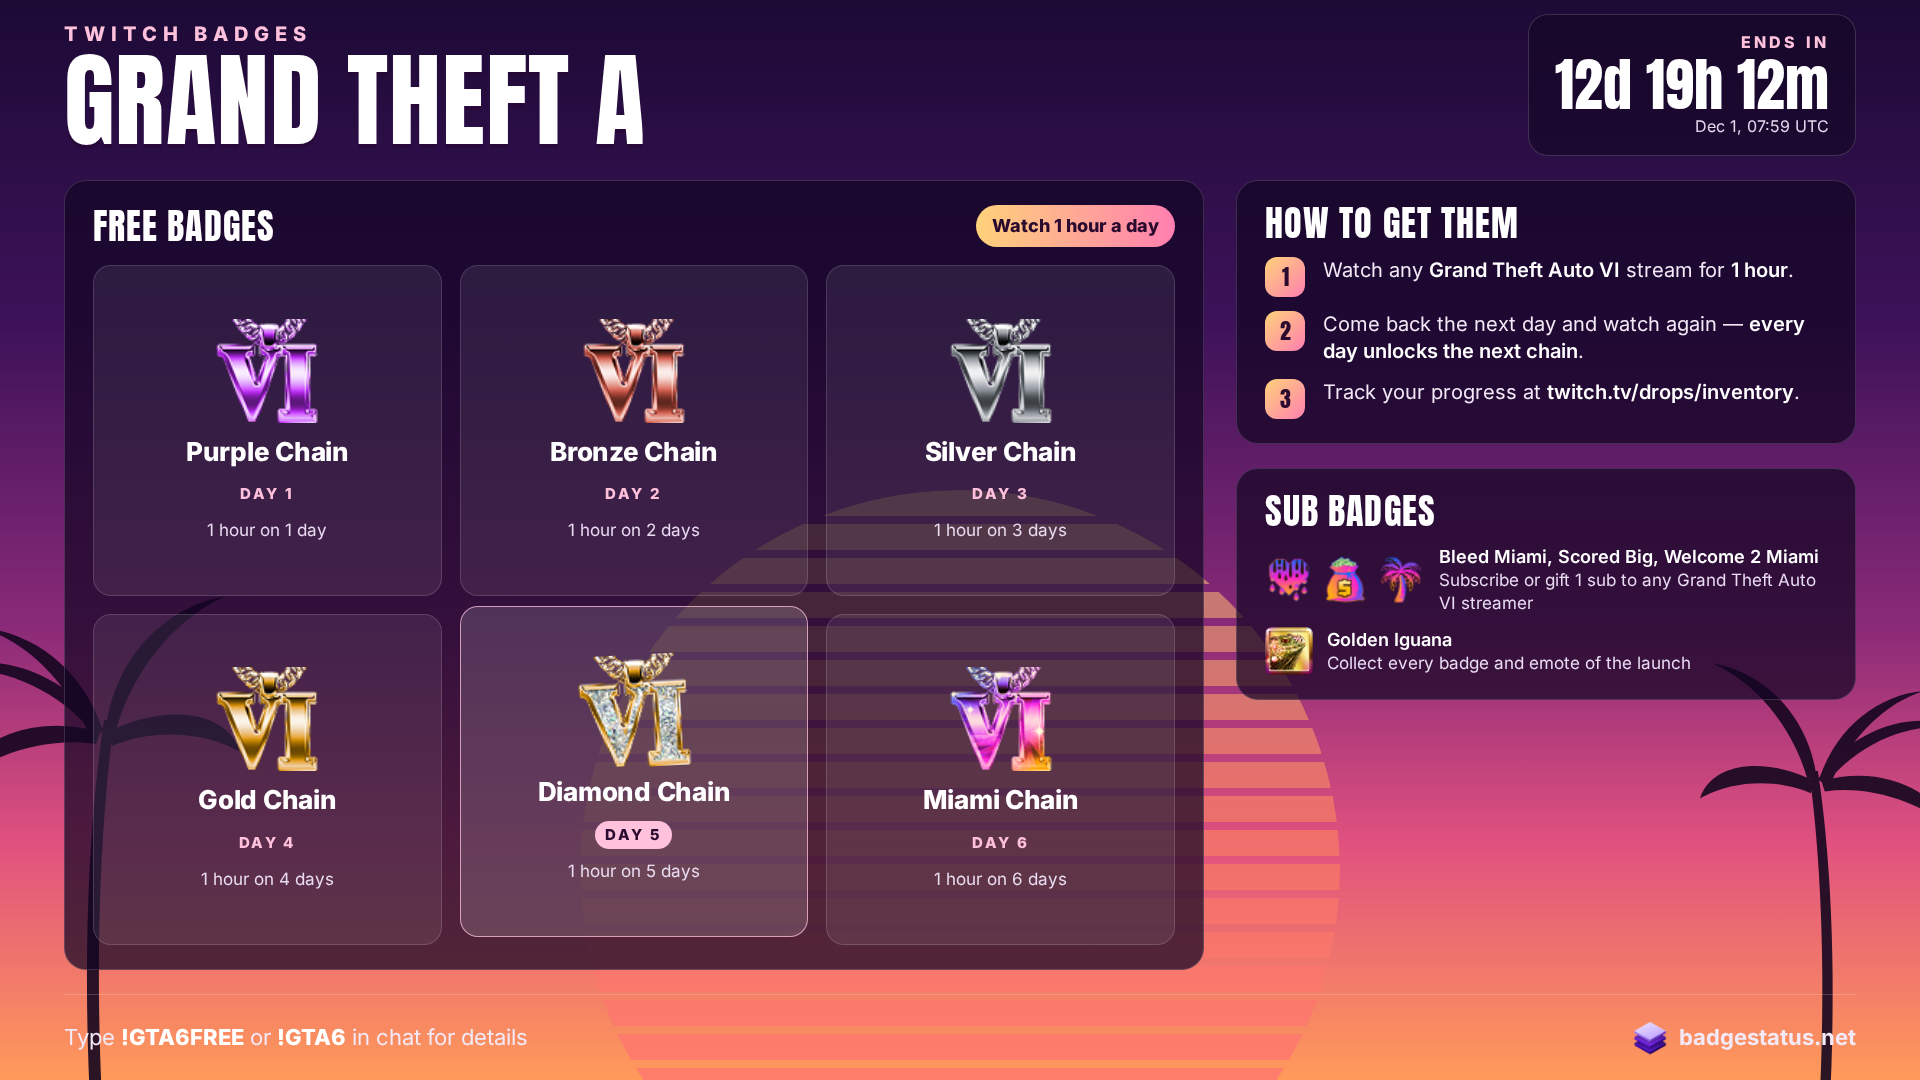 TWITCH BADGES
GRAND THEFT A
ENDS IN
12d 19h 12m
Dec 1, 07:59 UTC
FREE BADGES
Watch 1 hour a day
VI
Purple Chain
DAY 1
1 hour on 1 day
VI
Bronze Chain
DAY 2
1 hour on 2 days
VI
Silver Chain
DAY 3
1 hour on 3 days
VI
Gold Chain
DAY 4
1 hour on 4 days
VI
Diamond Chain
DAY 5
1 hour on 5 days
VI
Miami Chain
DAY 6
1 hour on 6 days
HOW TO GET THEM
1
Watch any Grand Theft Auto VI stream for 1 hour.
2
Come back the next day and watch again — every
day unlocks the next chain.
3
Track your progress at twitch.tv/drops/inventory.
SUB BADGES
5
Bleed Miami, Scored Big, Welcome 2 Miami
Subscribe or gift 1 sub to any Grand Theft Auto
VI streamer
Golden Iguana
Collect every badge and emote of the launch
Type !GTA6FREE or !GTA6 in chat for details
badgestatus.net